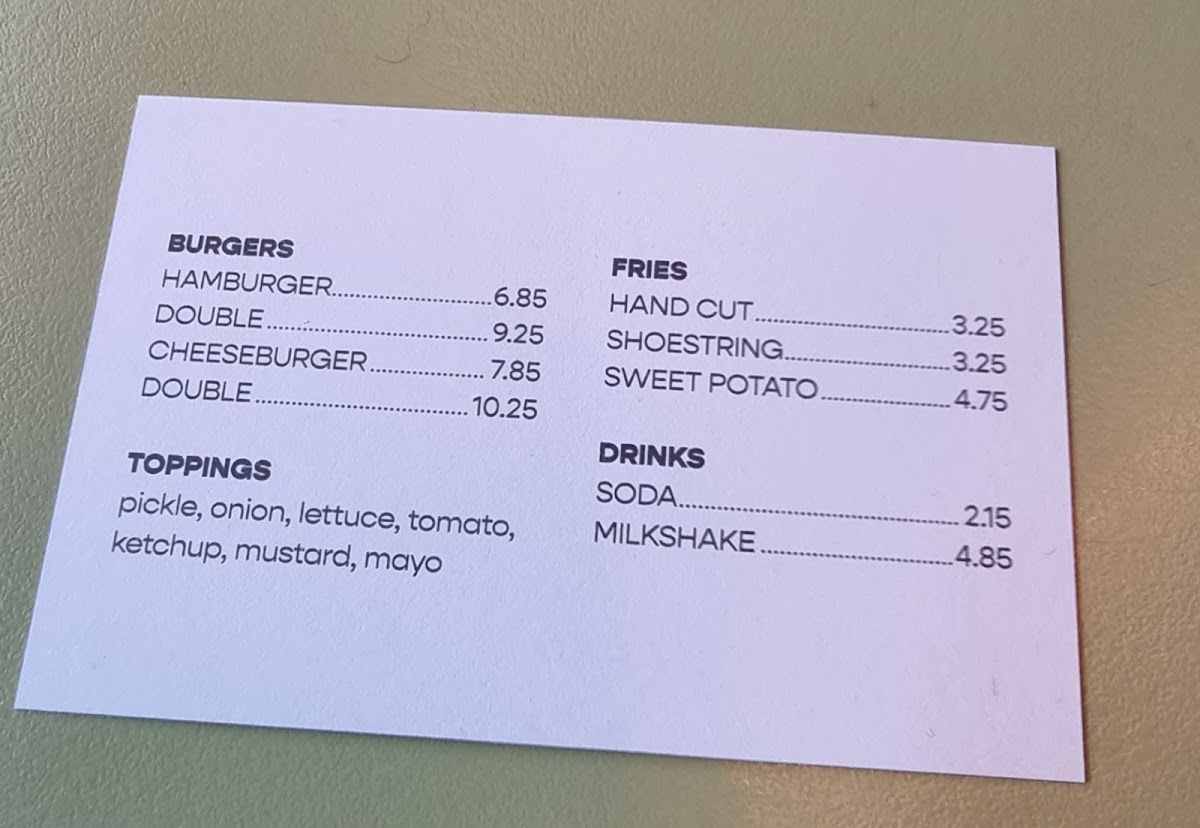 BURGERS
HAMBURGER........................................6.85
DOUBLE........................................9.25
CHEESEBURGER........................................7.85
DOUBLE........................................10.25
TOPPINGS
pickle, onion, lettuce, tomato,
ketchup, mustard, mayo
FRIES
HAND CUT........................................3.25
SHOESTRING........................................3.25
SWEET POTATO........................................4.75
DRINKS
SODA........................................2.15
MILKSHAKE........................................4.85